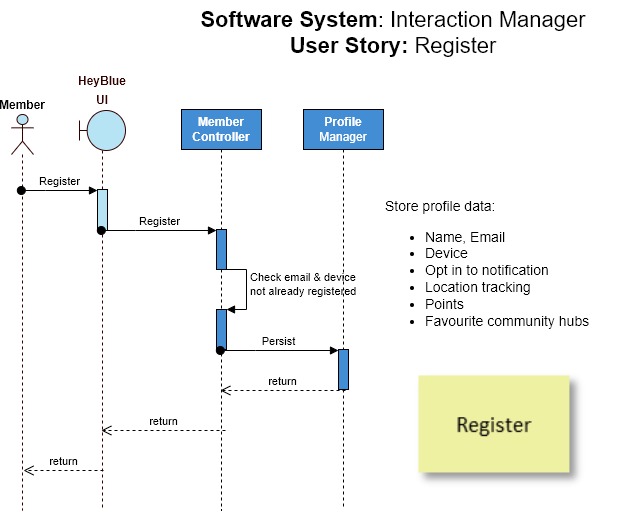 Software System: Interaction Manager
User Story: Register
HeyBlue
UI
Member
Member
Controller
Profile
Manager
Register
Register
Check email & device
not already registered
Persist
return
return
return
Store profile data:
• Name, Email
• Device
• Opt in to notification
• Location tracking
• Points
• Favourite community hubs
Register